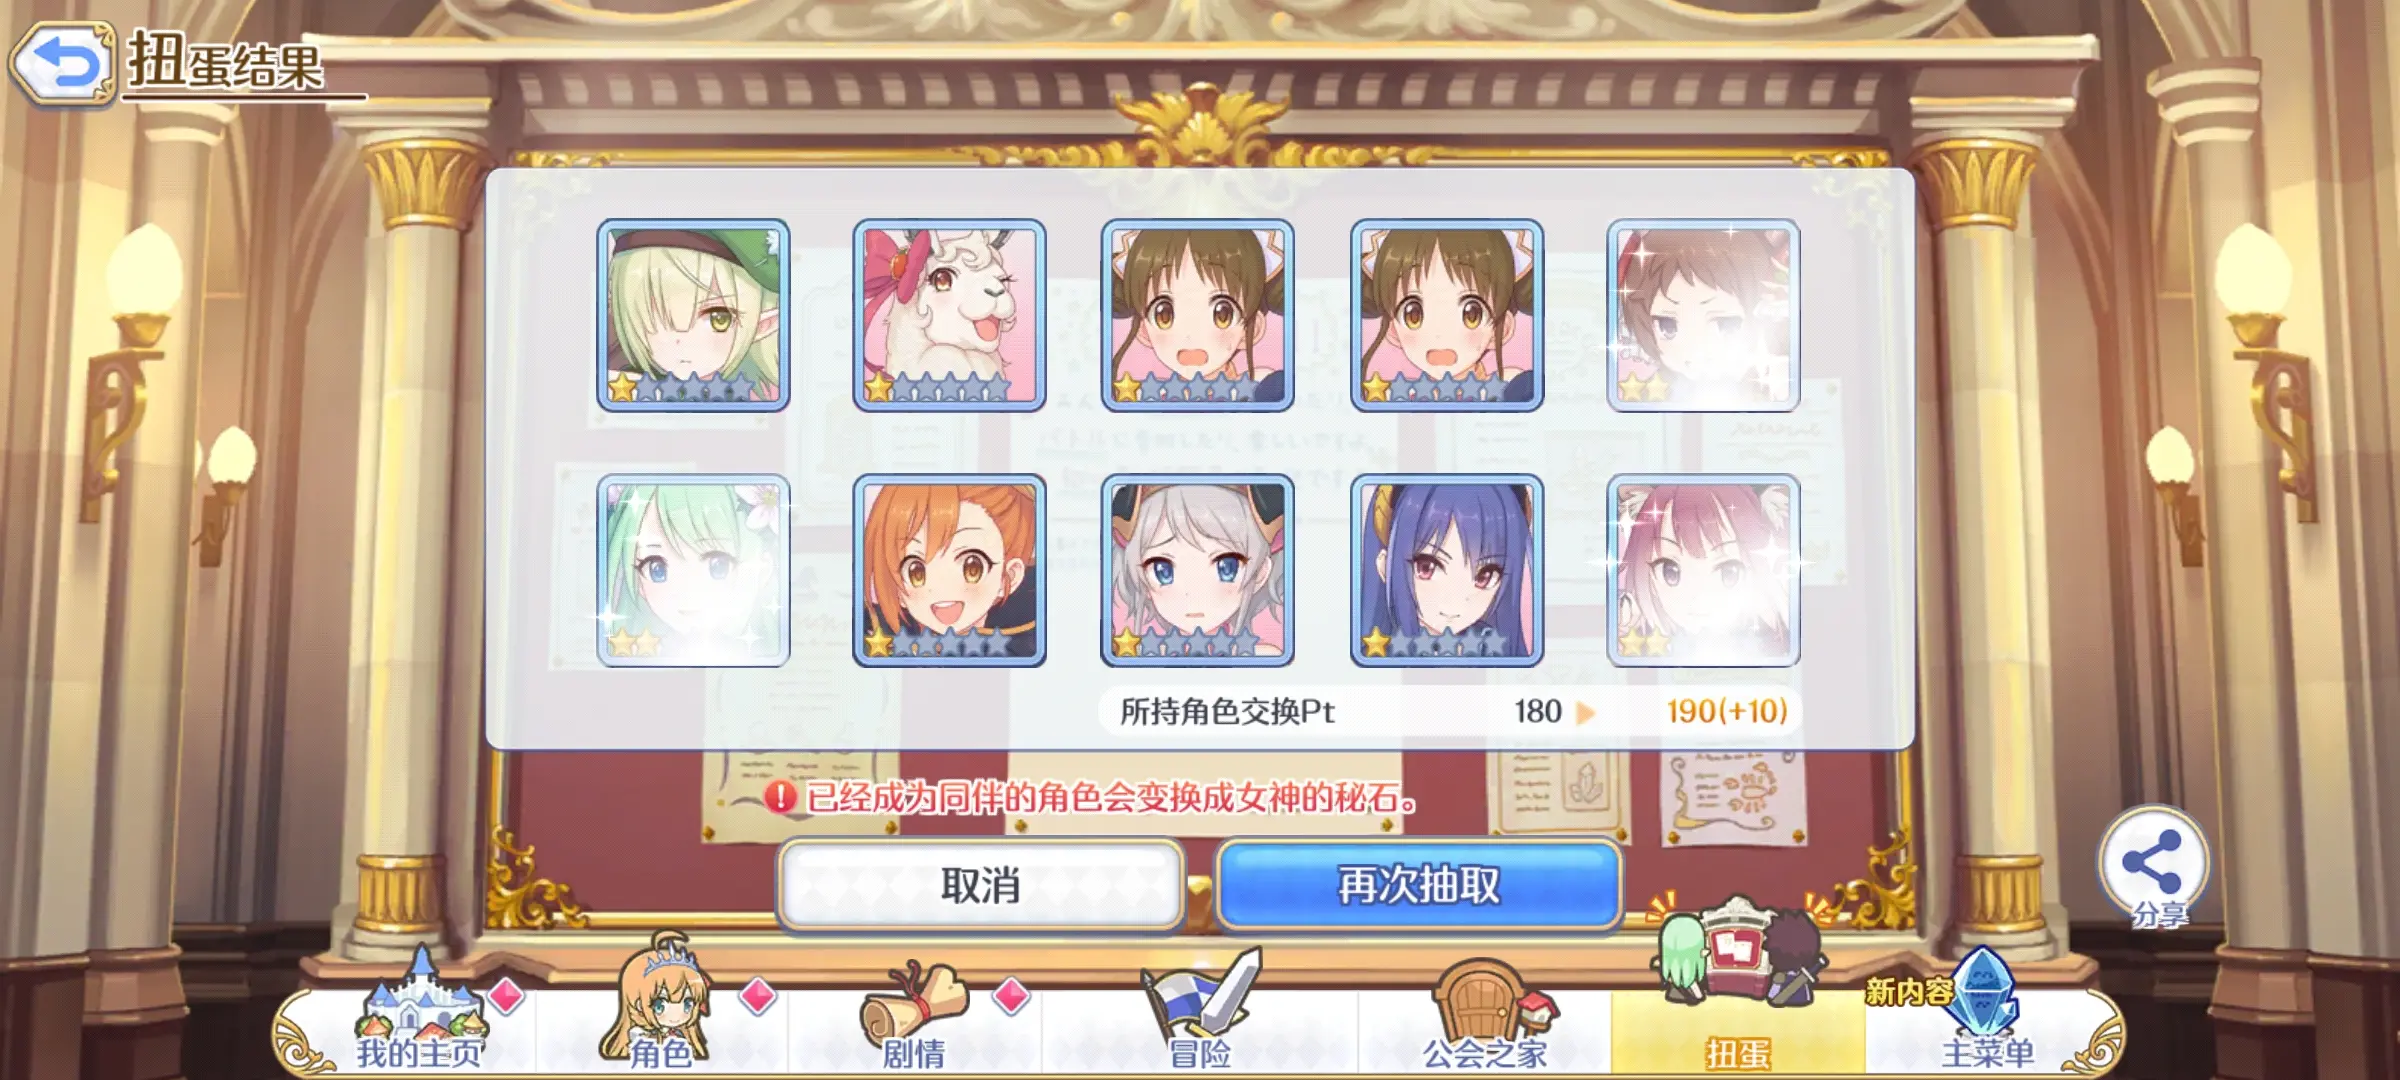 扭蛋结果
所持角色交换Pt 180 190(+10)
已经成为同伴的角色会变换成女神的秘石。
取消
再次抽取
分享
新内容
我的主页
角色
剧情
冒险
公会之家
扭蛋
主菜单